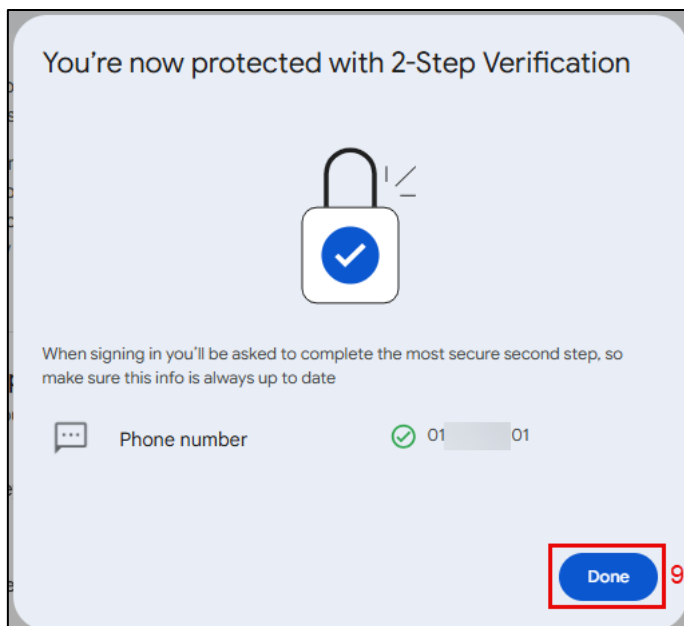 You're now protected with 2-Step Verification
When signing in you'll be asked to complete the most secure second step, so
make sure this info is always up to date
Phone number
01 01
Done
9